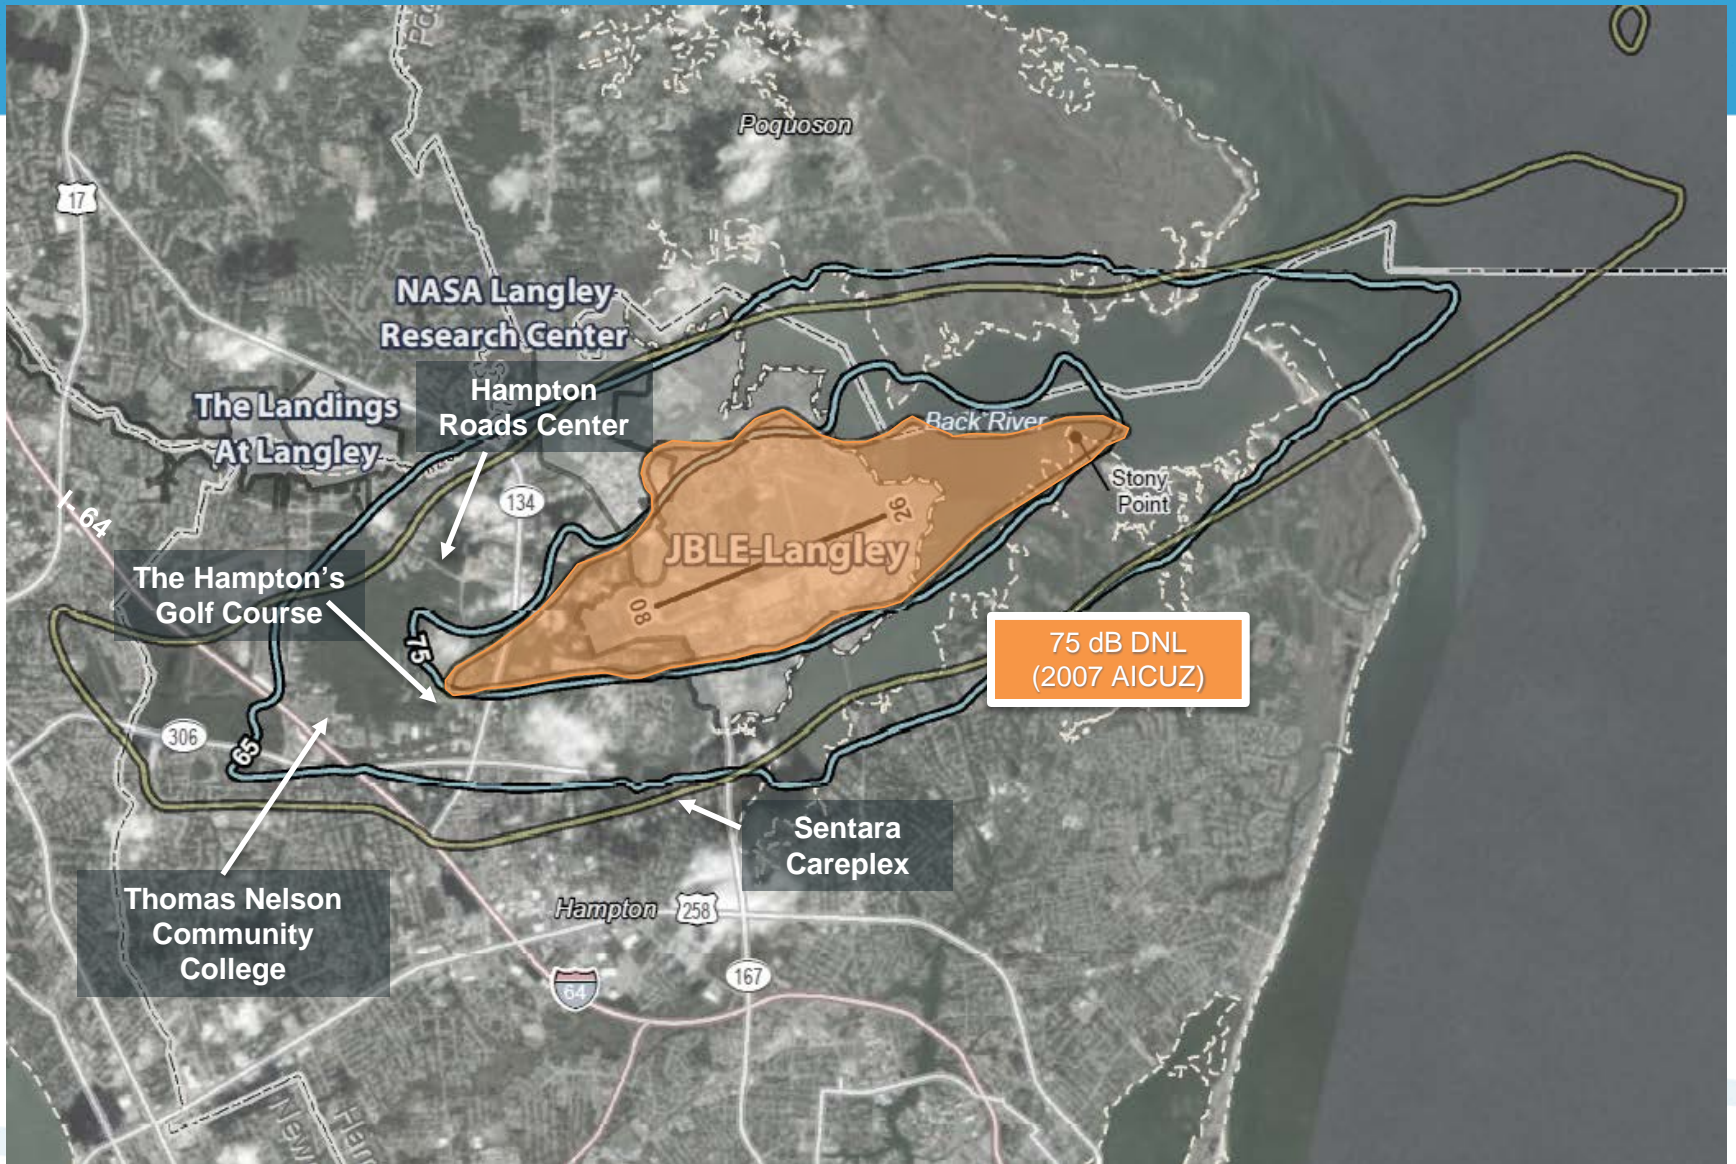 Poquoson
17
NASA Langley
Research Center
Hampton
Roads Center
The Landings
At Langley
Back River
Stony
Point
134
I - 64
26
JBLE-Langley
The Hampton's
Golf Course
08
75
75 dB DNL
(2007 AICUZ)
306
65
Sentara
Careplex
Thomas Nelson
Community
College
Hampton
258
167
64